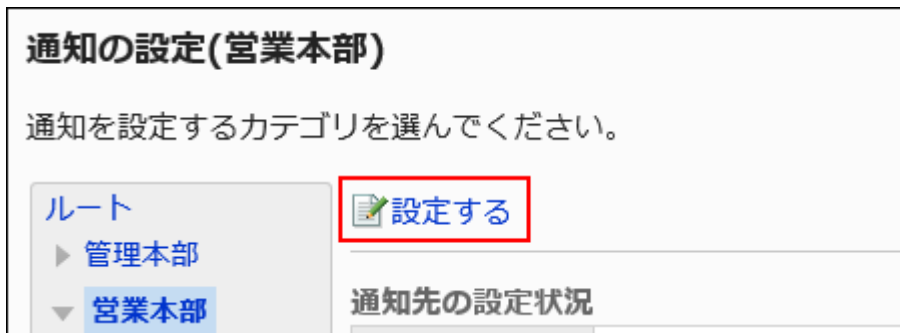 通知の設定(営業本部)
通知を設定するカテゴリを選んでください。
ルート
設定する
管理本部
営業本部
通知先の設定状況